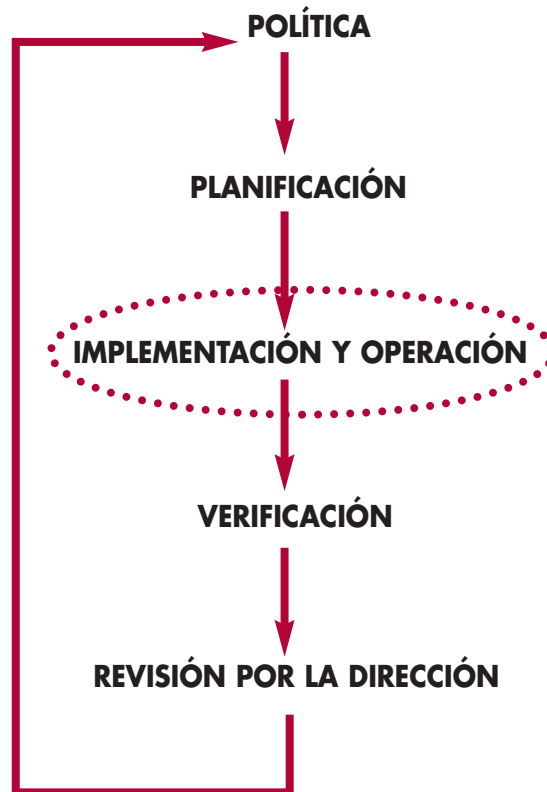 POLÍTICA
PLANIFICACIÓN
IMPLEMENTACIÓN Y OPERACIÓN
VERIFICACIÓN
REVISIÓN POR LA DIRECCIÓN